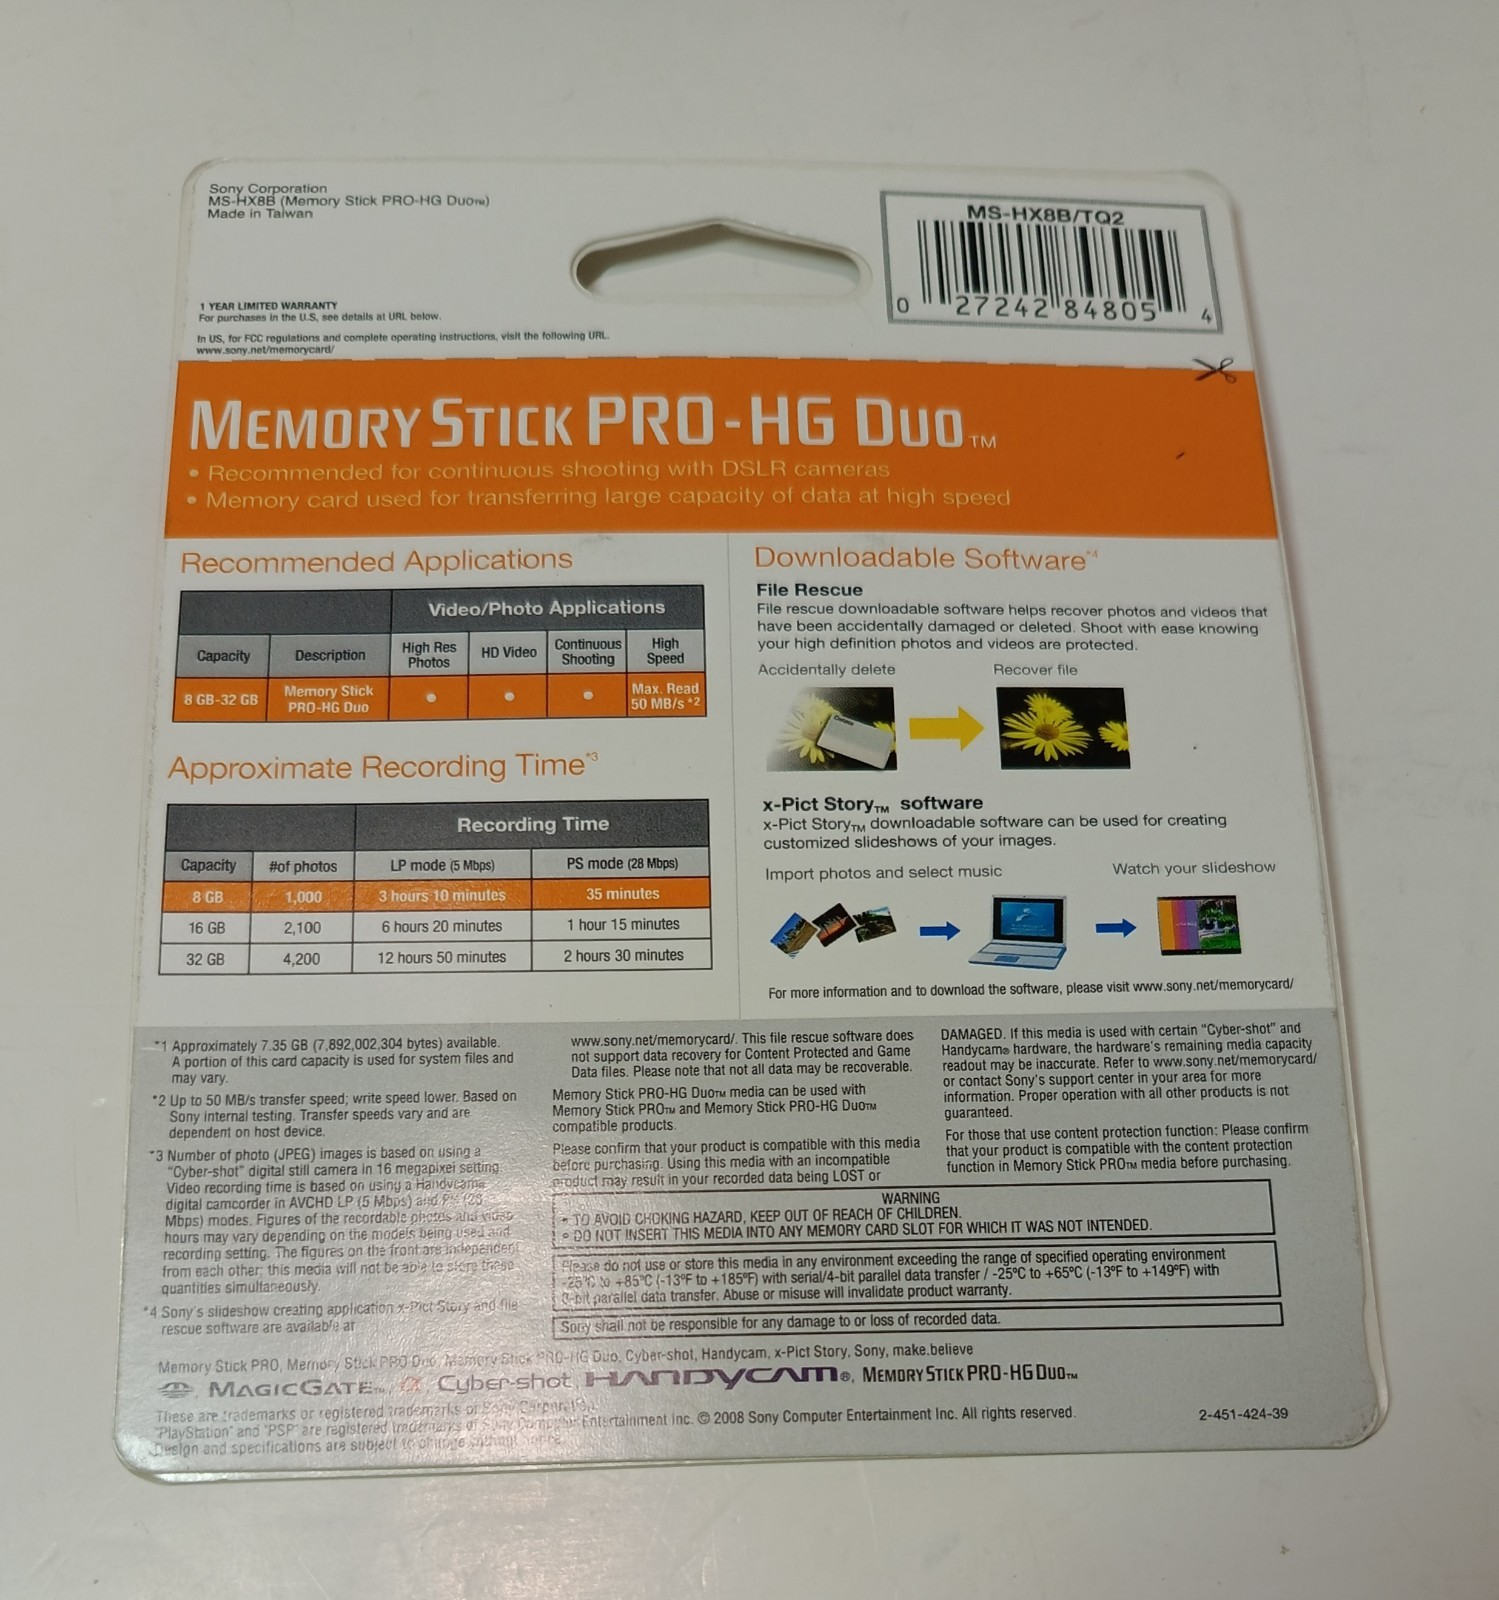 Sony Corporation
MS-HX8B (Memory Stick PRO-HG Duo™)
Made in Taiwan
1 YEAR LIMITED WARRANTY
For purchases in the U.S, see details at URL below.
In US, for FCC regulations and complete operating instructions, visit the following URL.
www.sony.net/memorycard/
MS-HX8B/TQ2
0 27242 84805 4
MEMORY STICK PRO-HG DUO™
• Recommended for continuous shooting with DSLR cameras
• Memory card used for transferring large capacity of data at high speed
Recommended Applications
Video/Photo Applications
Capacity Description High Res Photos HD Video Continuous Shooting High Speed
8 GB-32 GB Memory Stick PRO-HG Duo • • • Max. Read 50 MB/s *2
Approximate Recording Time*3
Recording Time
Capacity #of photos LP mode (5 Mbps) PS mode (28 Mbps)
8 GB 1,000 3 hours 10 minutes 35 minutes
16 GB 2,100 6 hours 20 minutes 1 hour 15 minutes
32 GB 4,200 12 hours 50 minutes 2 hours 30 minutes
Downloadable Software*4
File Rescue
File rescue downloadable software helps recover photos and videos that
have been accidentally damaged or deleted. Shoot with ease knowing
your high definition photos and videos are protected.
Accidentally delete Recover file
x-Pict Story™ software
x-Pict Story™ downloadable software can be used for creating
customized slideshows of your images.
Import photos and select music Watch your slideshow
For more information and to download the software, please visit www.sony.net/memorycard/
*1 Approximately 7.35 GB (7,892,002,304 bytes) available.
A portion of this card capacity is used for system files and
may vary.
*2 Up to 50 MB/s transfer speed; write speed lower. Based on
Sony internal testing. Transfer speeds vary and are
dependent on host device.
*3 Number of photo (JPEG) images is based on using a
"Cyber-shot" digital still camera in 16 megapixel setting.
Video recording time is based on using a Handycam®
digital camcorder in AVCHD LP (5 Mbps) and PS (28
Mbps) modes. Figures of the recordable photos and video
hours may vary depending on the models being used and
recording setting. The figures on the front are independent
from each other; this media will not be able to store these
quantities simultaneously.
*4 Sony's slideshow creating application x-Pict Story and file
rescue software are available at
www.sony.net/memorycard/. This file rescue software does
not support data recovery for Content Protected and Game
Data files. Please note that not all data may be recoverable.
Memory Stick PRO-HG Duo™ media can be used with
Memory Stick PRO™ and Memory Stick PRO-HG Duo™
compatible products.
Please confirm that your product is compatible with this media
before purchasing. Using this media with an incompatible
product may result in your recorded data being LOST or
DAMAGED. If this media is used with certain "Cyber-shot" and
Handycam® hardware, the hardware's remaining media capacity
readout may be inaccurate. Refer to www.sony.net/memorycard/
or contact Sony's support center in your area for more
information. Proper operation with all other products is not
guaranteed.
For those that use content protection function: Please confirm
that your product is compatible with the content protection
function in Memory Stick PRO™ media before purchasing.
WARNING
• TO AVOID CHOKING HAZARD, KEEP OUT OF REACH OF CHILDREN.
• DO NOT INSERT THIS MEDIA INTO ANY MEMORY CARD SLOT FOR WHICH IT WAS NOT INTENDED.
Please do not use or store this media in any environment exceeding the range of specified operating environment
-25°C to +85°C (-13°F to +185°F) with serial/4-bit parallel data transfer / -25°C to +65°C (-13°F to +149°F) with
8-bit parallel data transfer. Abuse or misuse will invalidate product warranty.
Sony shall not be responsible for any damage to or loss of recorded data.
Memory Stick PRO, Memory Stick PRO Duo, Memory Stick PRO-HG Duo, Cyber-shot, Handycam, x-Pict Story, Sony, make.believe
, MAGICGATE™, α, Cyber-shot, HANDYCAM®, MEMORY STICK PRO-HG DUO™
These are trademarks or registered trademarks of Sony Corporation.
"PlayStation" and "PSP" are registered trademarks of Sony Computer Entertainment Inc. © 2008 Sony Computer Entertainment Inc. All rights reserved.
Design and specifications are subject to change without notice.
2-451-424-39